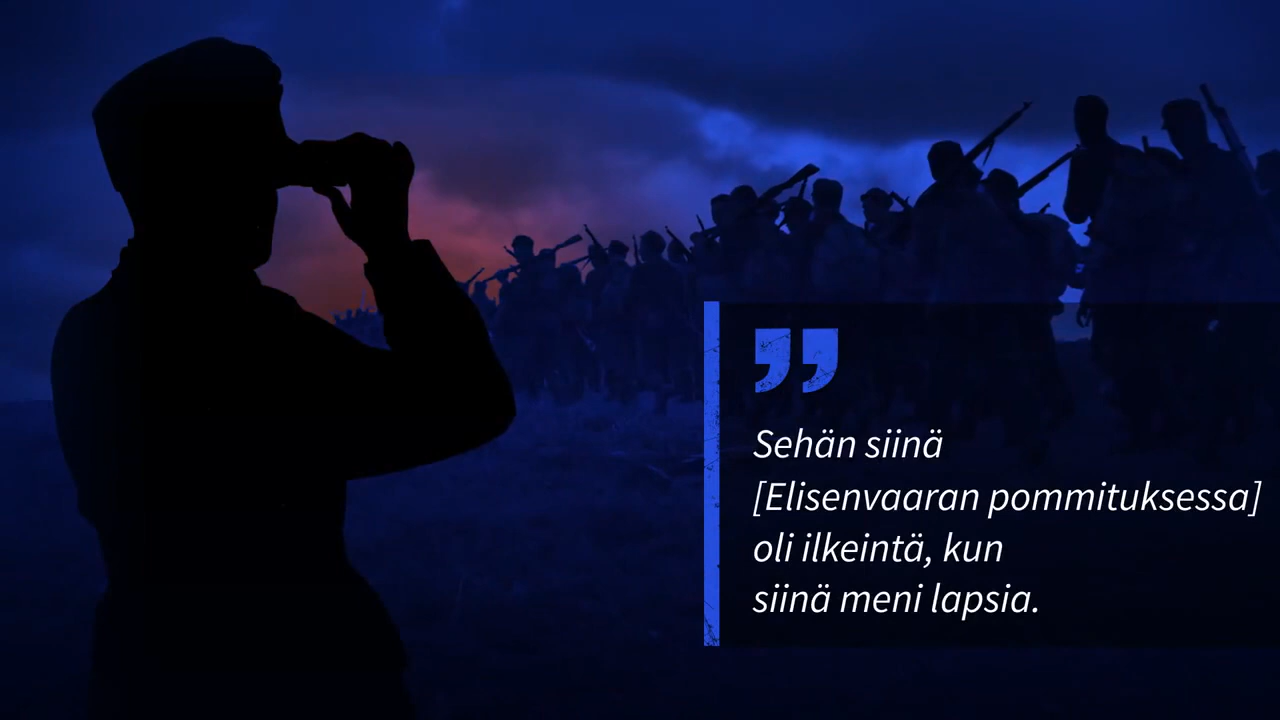 ”
Sehän siinä
[Elisenvaaran pommituksessa]
oli ilkeintä, kun
siinä meni lapsia.